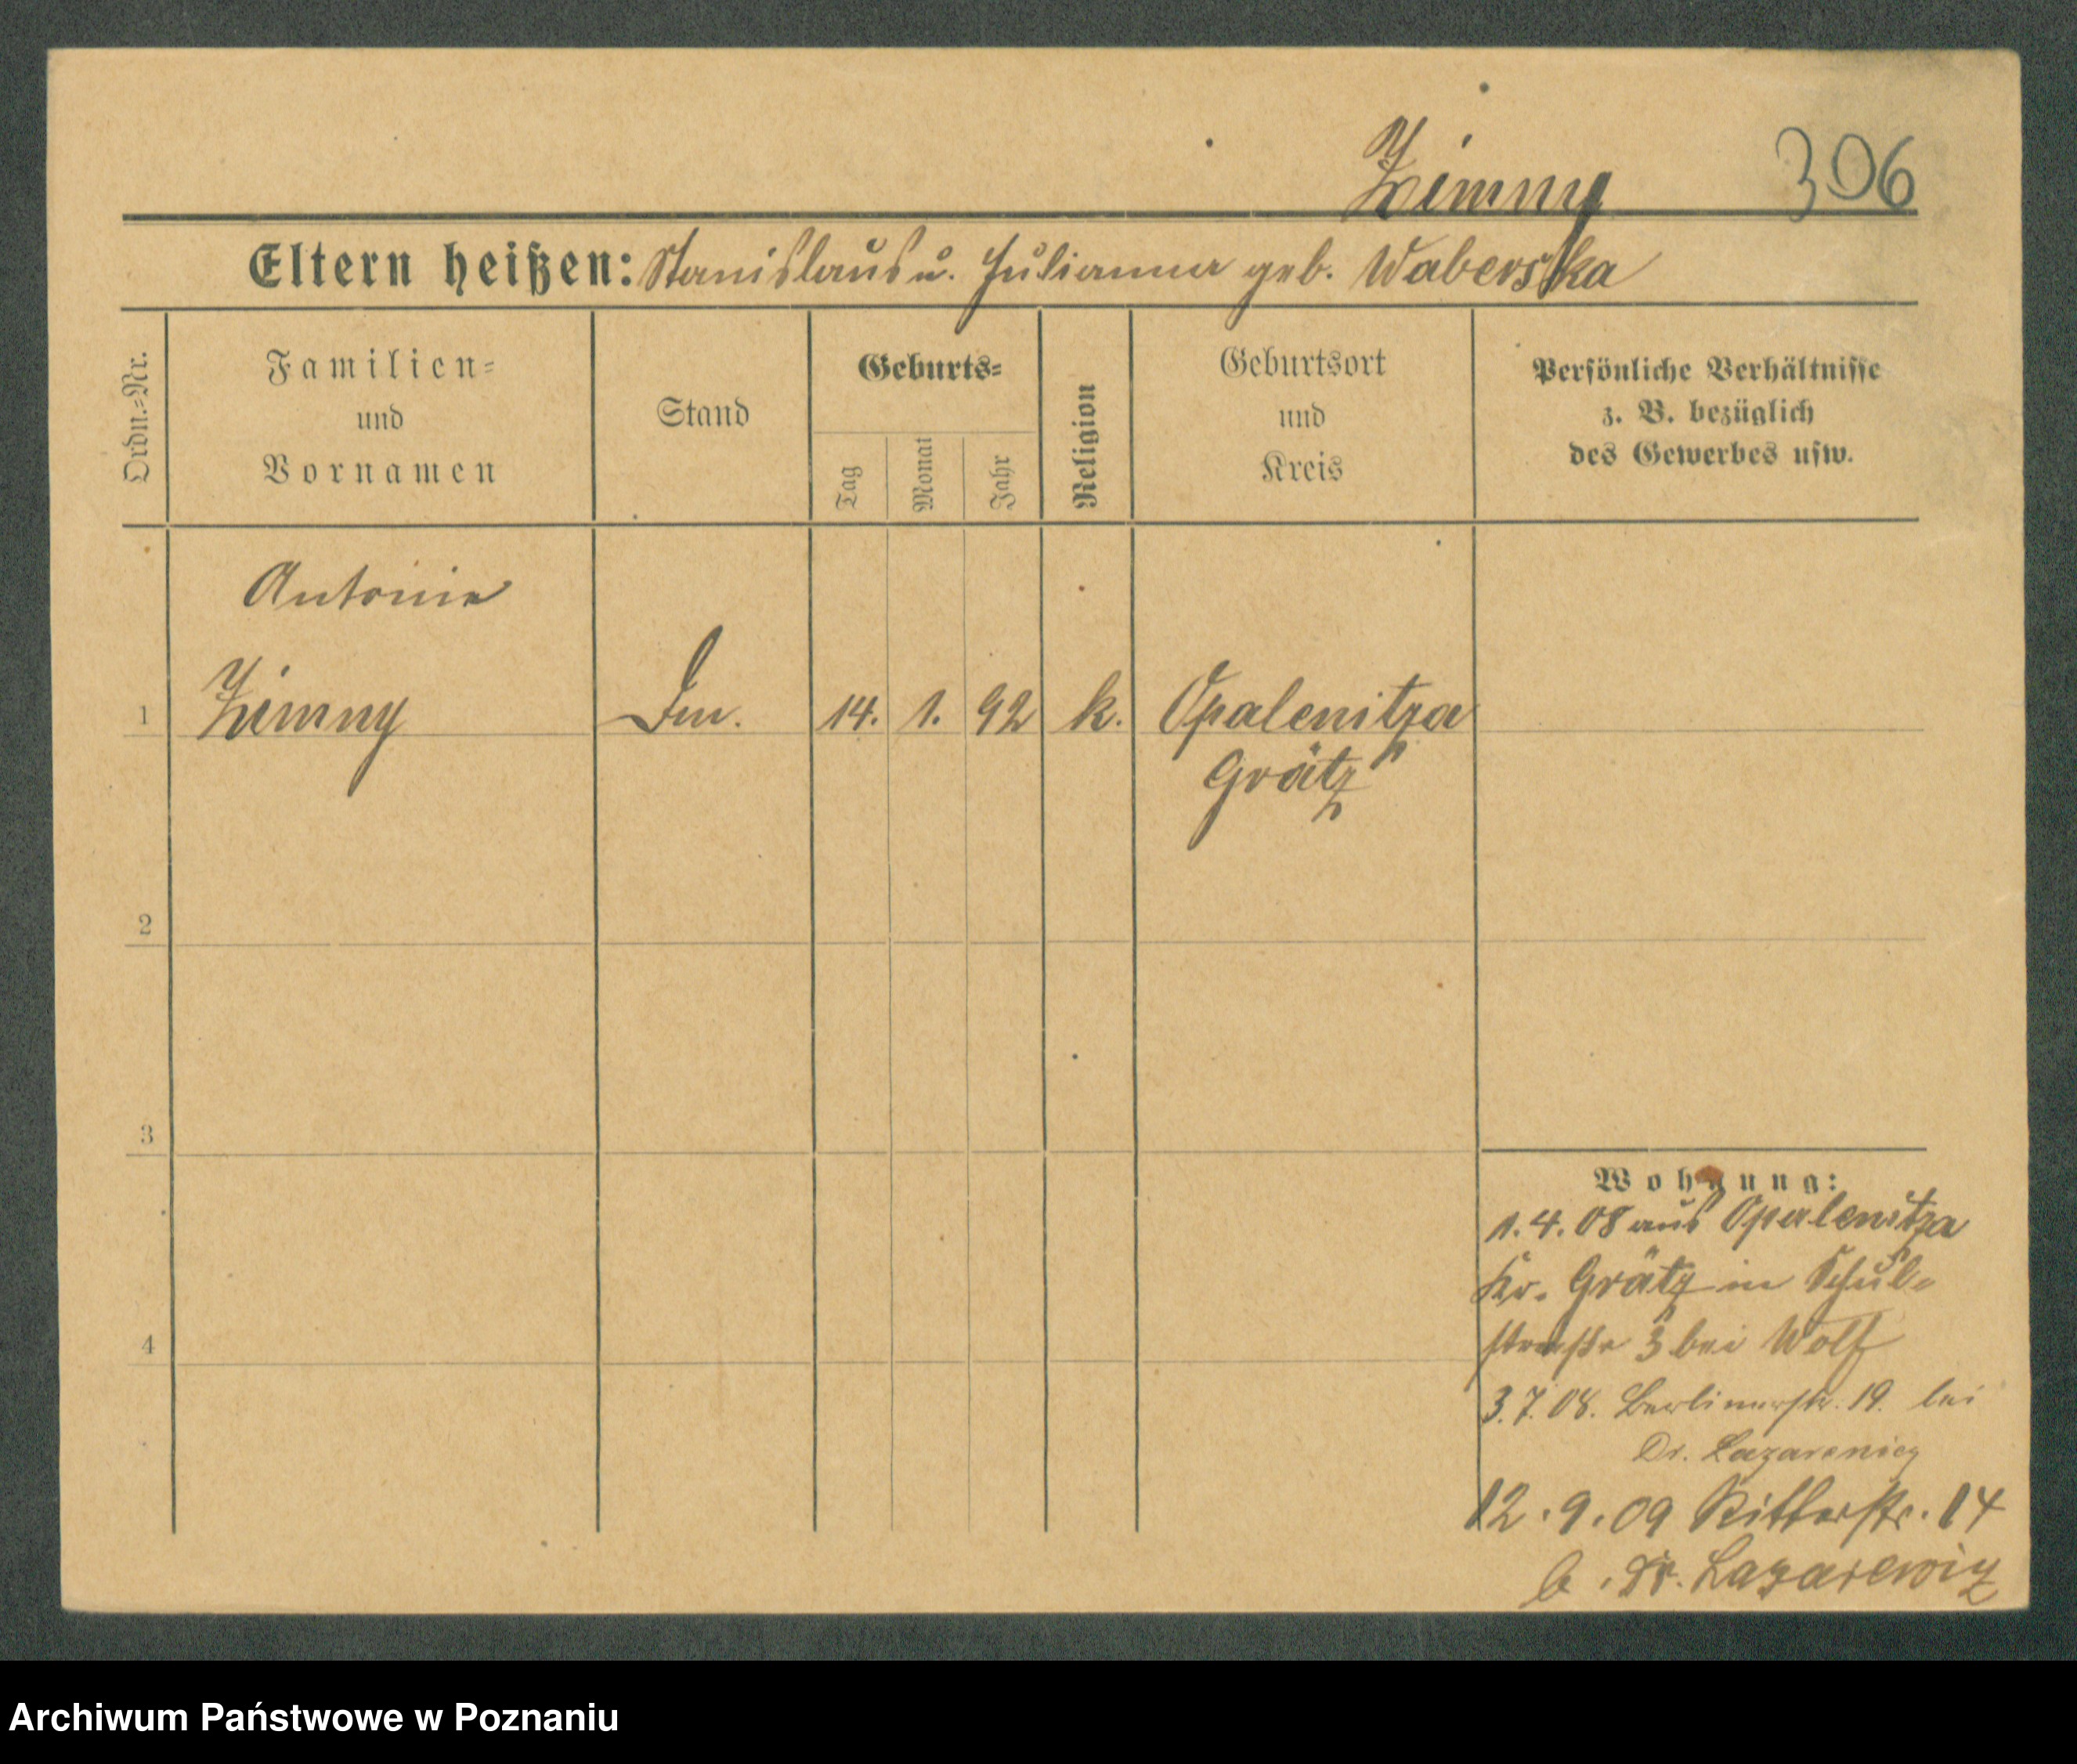 Zimny 306
Eltern heißen: Stanislaus u. Julianna geb. Waberska
Ordn.=Nr.
Familien=
und
Vornamen
Stand
Geburts=
Tag
Monat
Jahr
Religion
Geburtsort
und
Kreis
Persönliche Verhältnisse
z. B. bezüglich
des Gewerbes usw.
Antonie
1 Zimny 14. 1. 92 k. Opalenitza
Grätz
2
3
4
Wohnung:
1.4.08 aus Opalenitza
Kr. Grätz in Schul-
straße 3 bei Wolf
3.7.08. Berlinerstr. 19. bei
Dr.
12.9.09 Ritterstr. 14
b. Dr. Lazarewicz
Archiwum Państwowe w Poznaniu